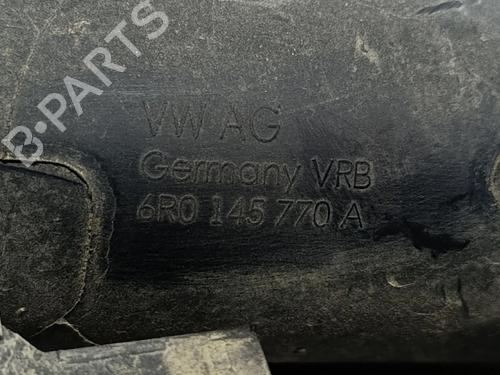 B-PARTS
VW AG
Germany VRB
6R0 145 770 A